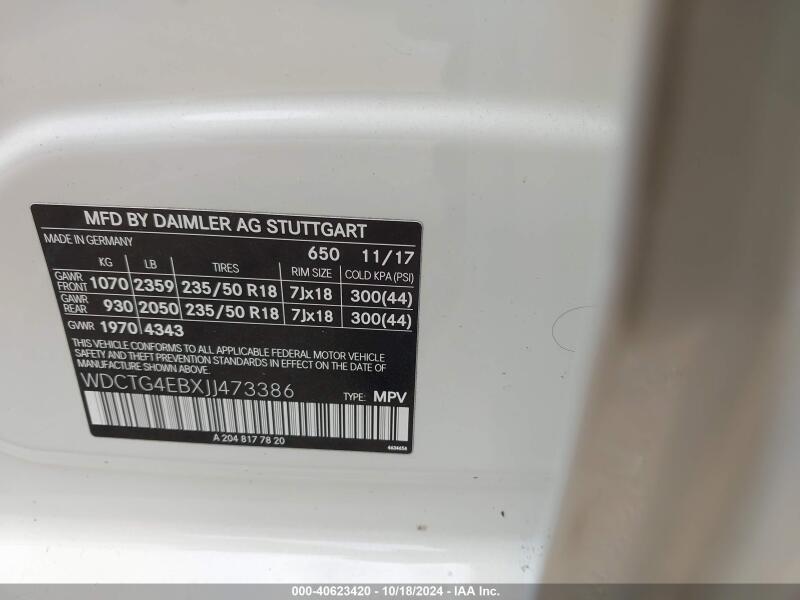 MFD BY DAIMLER AG STUTTGART
MADE IN GERMANY 650 11/17
KG LB TIRES RIM SIZE COLD KPA (PSI)
GAWR FRONT 1070 2359 235/50 R18 7Jx18 300(44)
GAWR REAR 930 2050 235/50 R18 7Jx18 300(44)
GVWR 1970 4343
THIS VEHICLE CONFORMS TO ALL APPLICABLE FEDERAL MOTOR VEHICLE
SAFETY AND THEFT PREVENTION STANDARDS IN EFFECT ON THE DATE OF
MANUFACTURE SHOWN ABOVE.
WDCTG4EBXJJ473386 TYPE: MPV
A 204 817 78 20
000-40623420 - 10/18/2024 - IAA Inc.